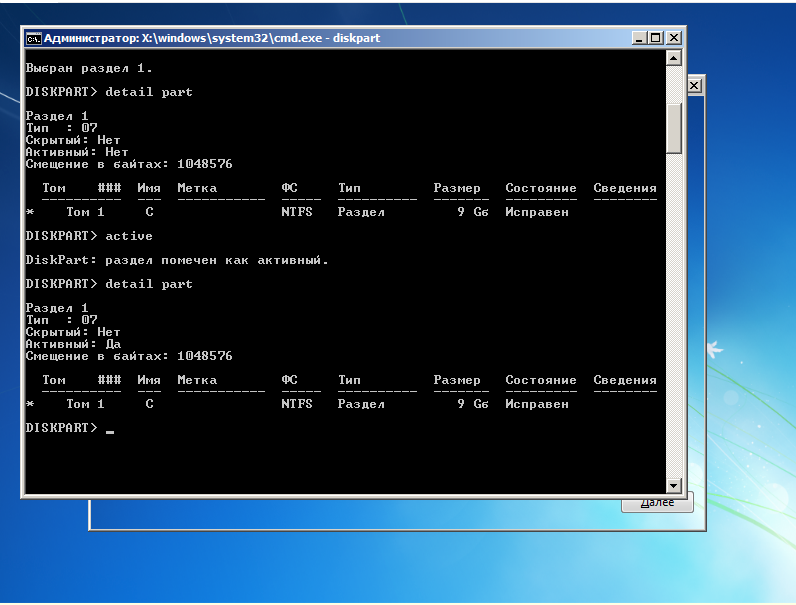 Администратор: X:\windows\system32\cmd.exe - diskpart
Выбран раздел 1.
DISKPART> detail part
Раздел 1
Тип  : 07
Скрытый: Нет
Активный: Нет
Смещение в байтах: 1048576
Том ### Имя Метка ФС Тип Размер Состояние Сведения
---------- --- ----------- ----- ---------- ------- --------- --------
* Том 1 C NTFS Раздел 9 Gб Исправен
DISKPART> active
DiskPart: раздел помечен как активный.
DISKPART> detail part
Раздел 1
Тип  : 07
Скрытый: Нет
Активный: Да
Смещение в байтах: 1048576
Том ### Имя Метка ФС Тип Размер Состояние Сведения
---------- --- ----------- ----- ---------- ------- --------- --------
* Том 1 C NTFS Раздел 9 Gб Исправен
DISKPART> _
Далее